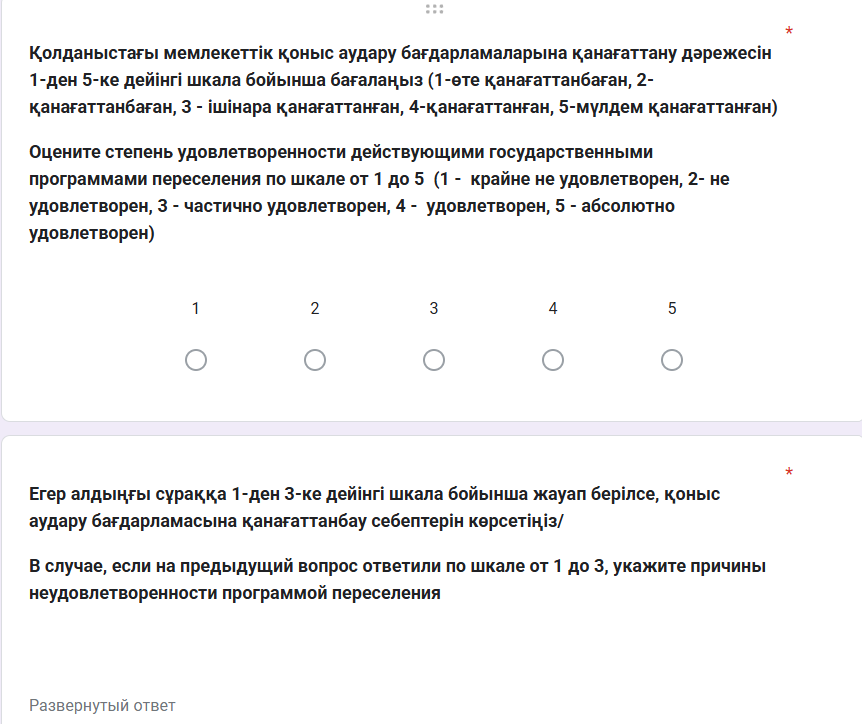 *
Қолданыстағы мемлекеттік қоныс аудару бағдарламаларына қанағаттану дәрежесін
1-ден 5-ке дейінгі шкала бойынша бағалаңыз (1-өте қанағаттанбаған, 2-
қанағаттанбаған, 3 - ішінара қанағаттанған, 4-қанағаттанған, 5-мүлдем қанағаттанған)
Оцените степень удовлетворенности действующими государственными
программами переселения по шкале от 1 до 5  (1 -  крайне не удовлетворен, 2- не
удовлетворен, 3 - частично удовлетворен, 4 -  удовлетворен, 5 - абсолютно
удовлетворен)
1 2 3 4 5
*
Егер алдыңғы сұраққа 1-ден 3-ке дейінгі шкала бойынша жауап берілсе, қоныс
аудару бағдарламасына қанағаттанбау себептерін көрсетіңіз/
В случае, если на предыдущий вопрос ответили по шкале от 1 до 3, укажите причины
неудовлетворенности программой переселения
Развернутый ответ